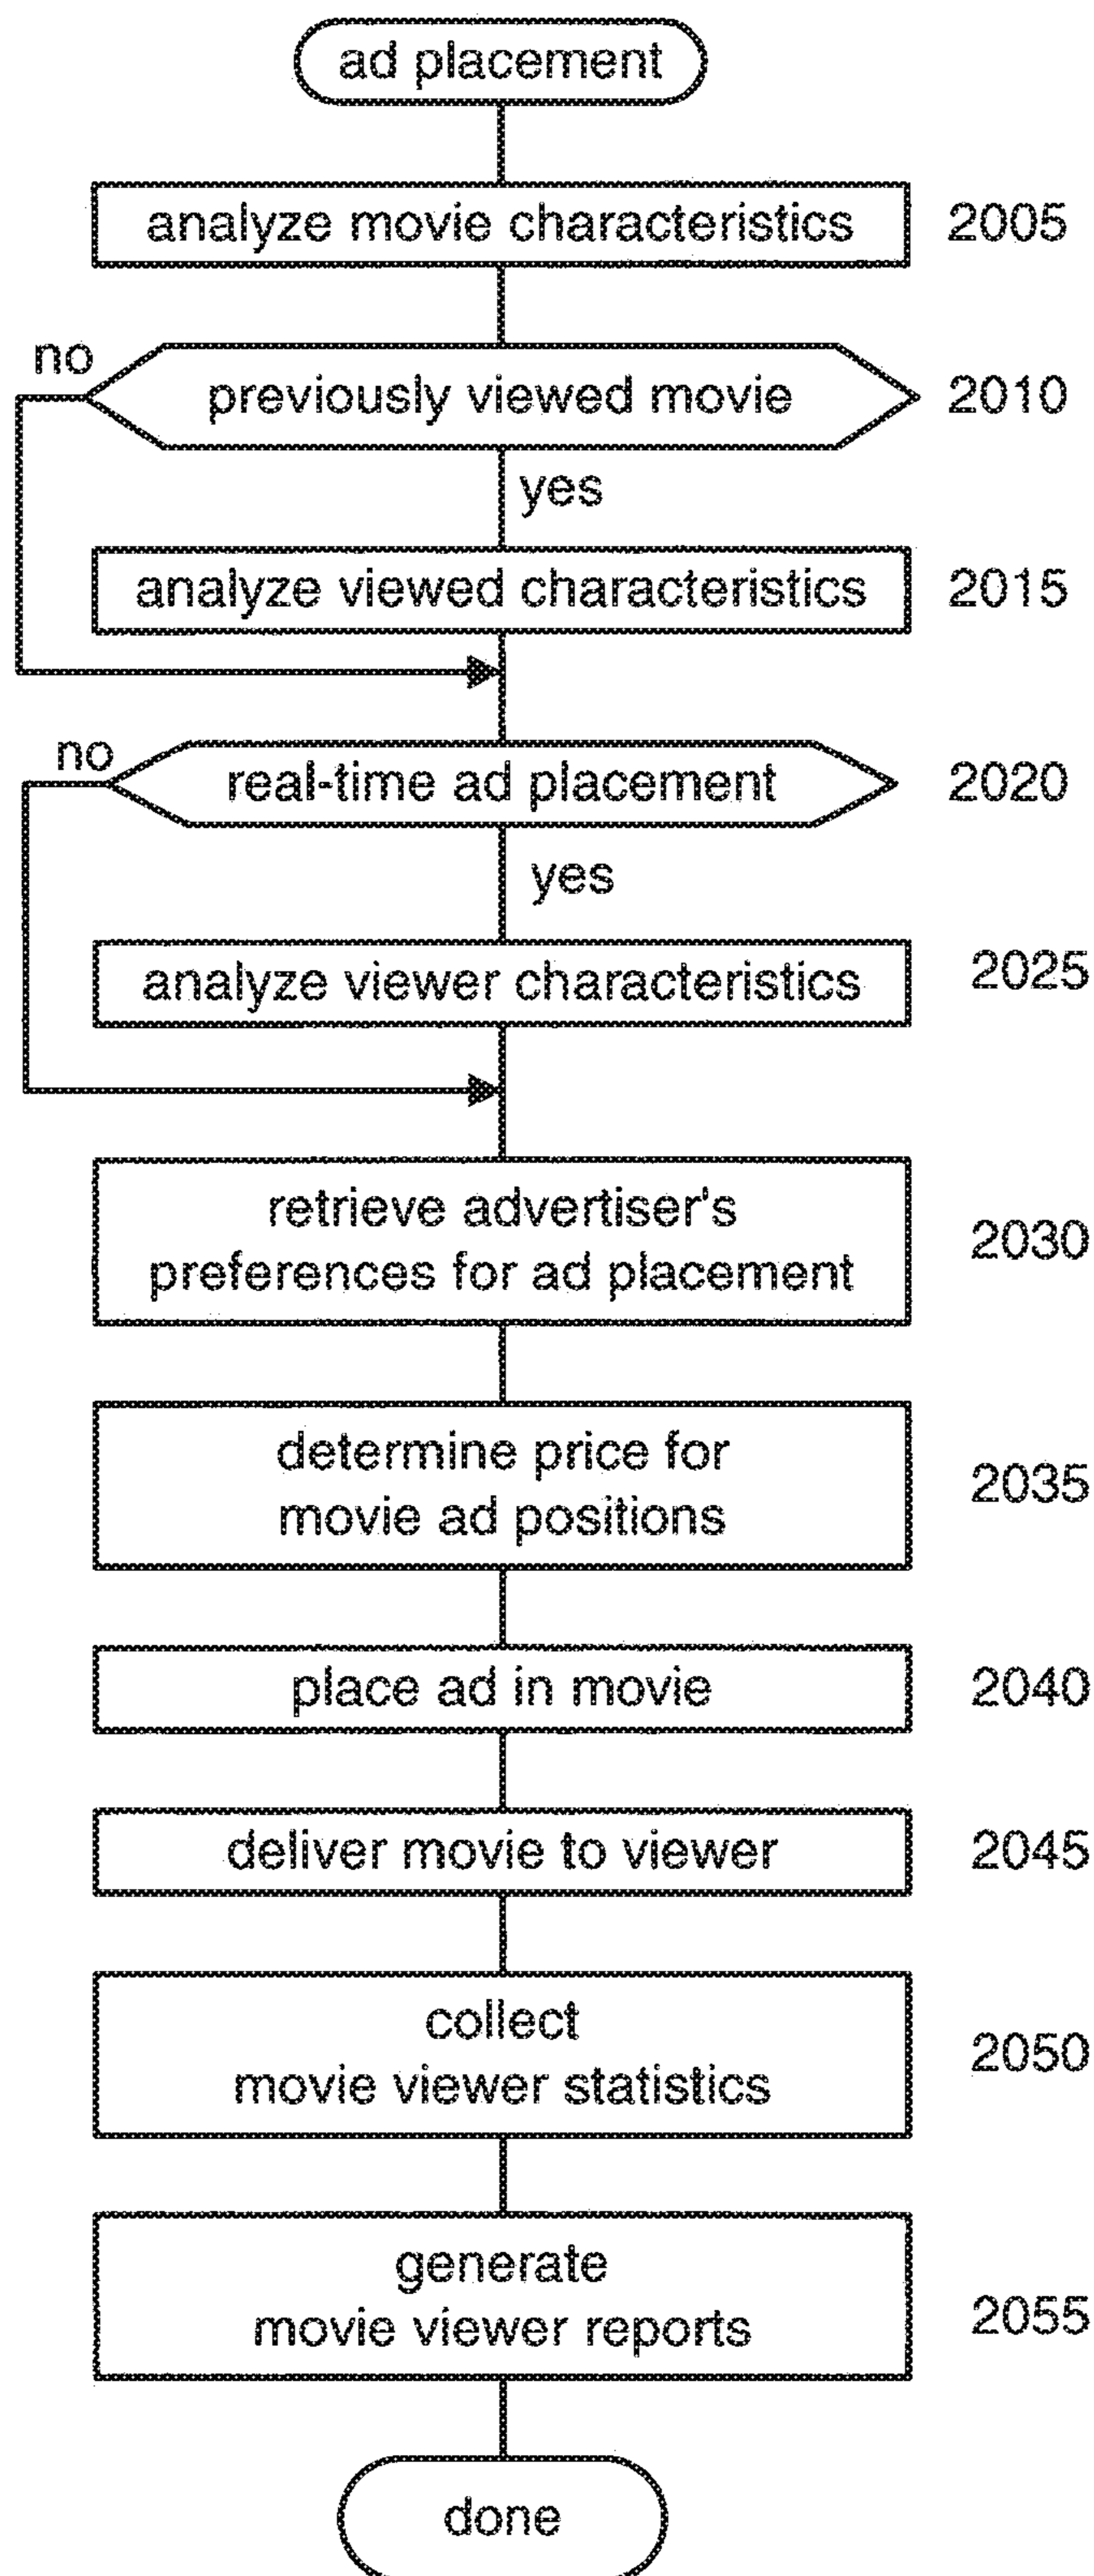 ad placement
analyze movie characteristics 2005
no
previously viewed movie 2010
yes
analyze viewed characteristics 2015
no
real-time ad placement 2020
yes
analyze viewer characteristics 2025
retrieve advertiser's
preferences for ad placement
2030
determine price for
movie ad positions
2035
place ad in movie 2040
deliver movie to viewer 2045
collect
movie viewer statistics
2050
generate
movie viewer reports
2055
done